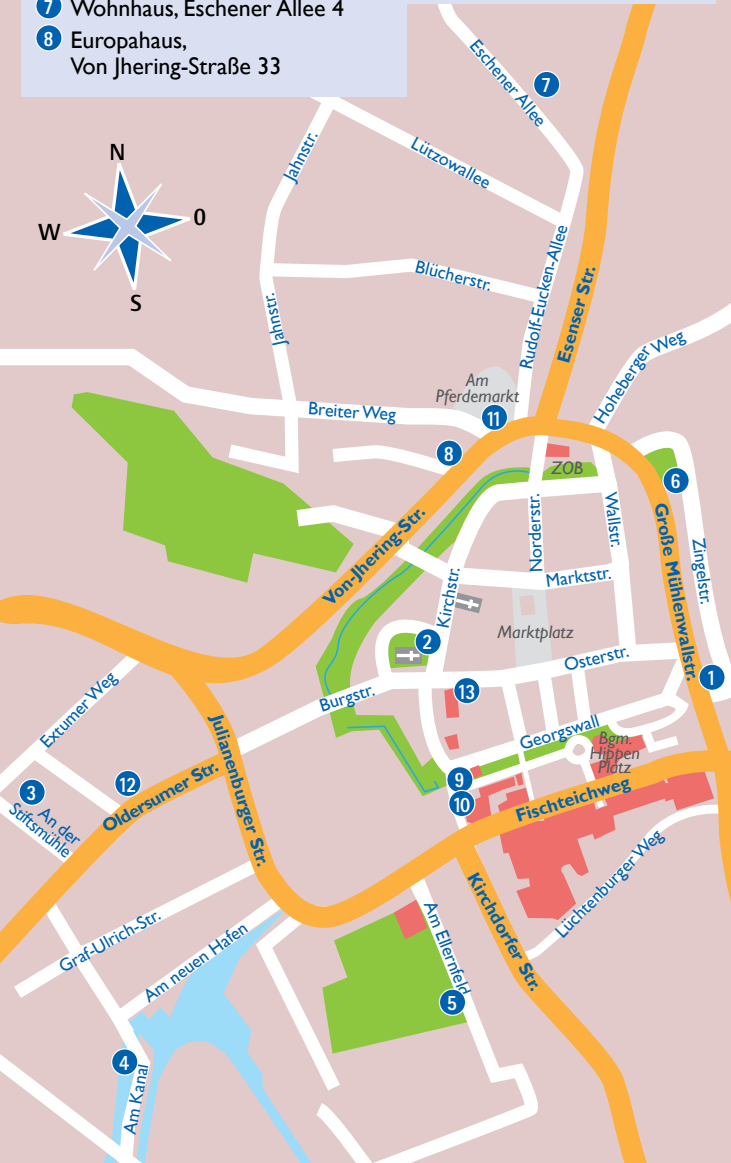 7 Wohnhaus, Eschener Allee 4
8 Europahaus,
Von Jhering-Straße 33
Eschener Allee
7
Jahnstr.
Lützowallee
N
W
O
S
Rudolf-Eucken-Allee
Blücherstr.
Esenser Str.
Jahnstr.
Hoheberger Weg
Am
Pferdemarkt
Breiter Weg
11
8
ZOB
6
Von-Jhering-Str.
Norderstr.
Wallstr.
Große Mühlenwallstr.
Zingelstr.
Kirchstr.
Marktstr.
2
Marktplatz
Osterstr.
1
Burgstr.
13
Extumer Weg
Georgswall
Bgm.
Hippen
Platz
Julianenburger Str.
3
12
Oldersumer Str.
9
10
Fischteichweg
An der
Stiftsmühle
Lüchtenburger Weg
Kirchdorfer Str.
Graf-Ulrich-Str.
Am neuen Hafen
Am Ellernfeld
5
4
Am Kanal